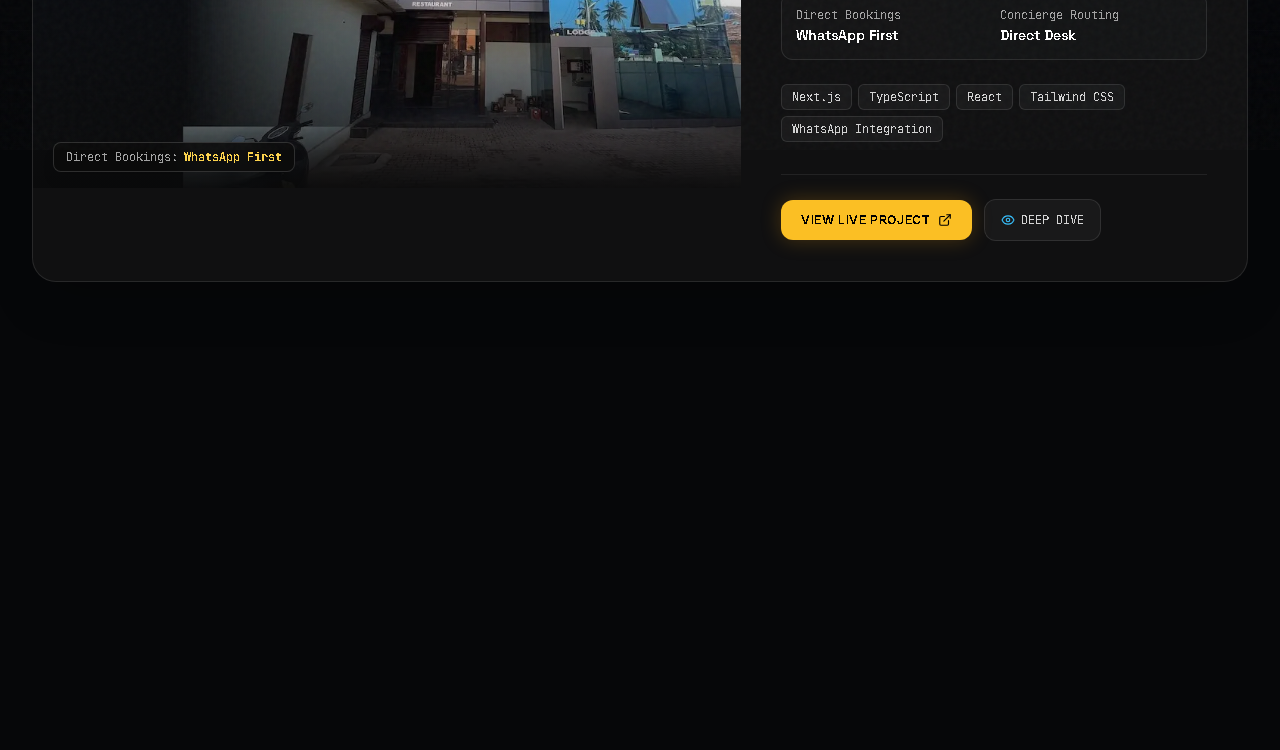 RESTAURANT
LODGE
Direct Bookings: WhatsApp First
Direct Bookings
WhatsApp First
Concierge Routing
Direct Desk
Next.js
TypeScript
React
Tailwind CSS
WhatsApp Integration
VIEW LIVE PROJECT
DEEP DIVE